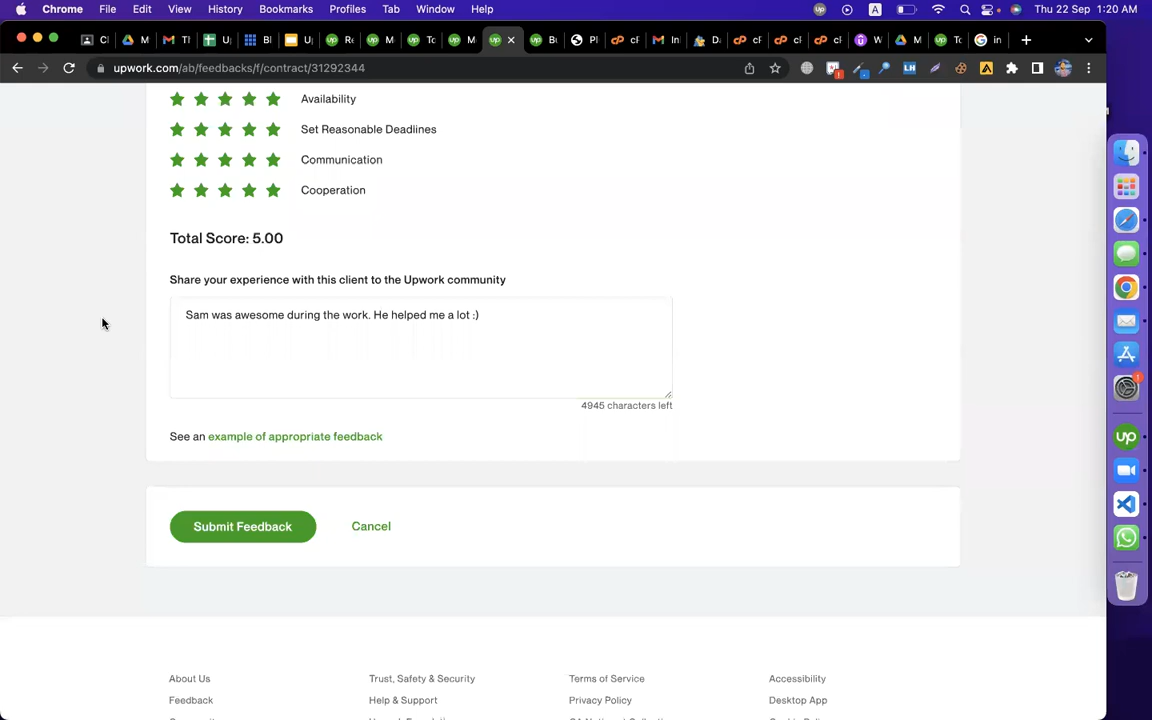 Chrome File Edit View History Bookmarks Profiles Tab Window Help A Thu 22 Sep 1:20 AM
upwork.com/ab/feedbacks/f/contract/31292344
Availability
Set Reasonable Deadlines
Communication
Cooperation
Total Score: 5.00
Share your experience with this client to the Upwork community
Sam was awesome during the work. He helped me a lot :)
4945 characters left
See an example of appropriate feedback
Submit Feedback Cancel
About Us Trust, Safety & Security Terms of Service Accessibility
Feedback Help & Support Privacy Policy Desktop App